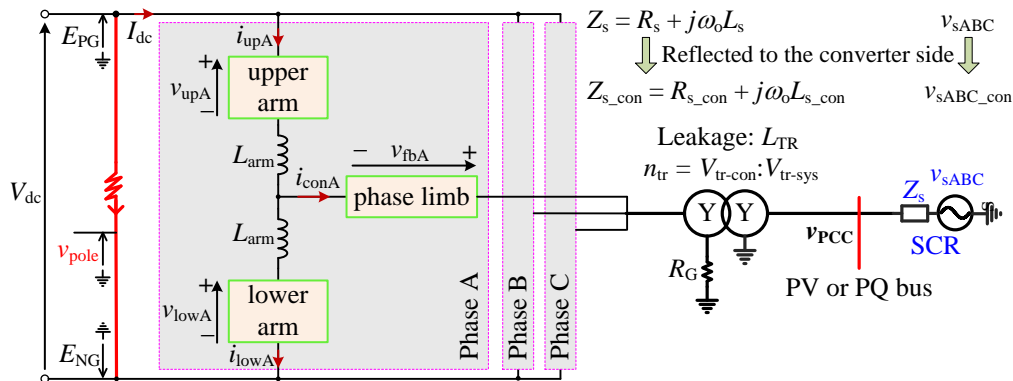 E_PG
I_dc
i_upA
Z_s = R_s + jω_oL_s
v_sABC
Reflected to the converter side
Z_s_con = R_s_con + jω_oL_s_con
v_sABC_con
+
v_upA
−
upper
arm
L_arm
− v_fbA +
i_conA
phase limb
V_dc
L_arm
v_pole
+
v_lowA
−
lower
arm
E_NG
i_lowA
Phase A
Phase B
Phase C
Leakage: L_TR
n_tr = V_tr-con:V_tr-sys
Y Y
R_G
v_PCC
Z_s
v_sABC
SCR
PV or PQ bus